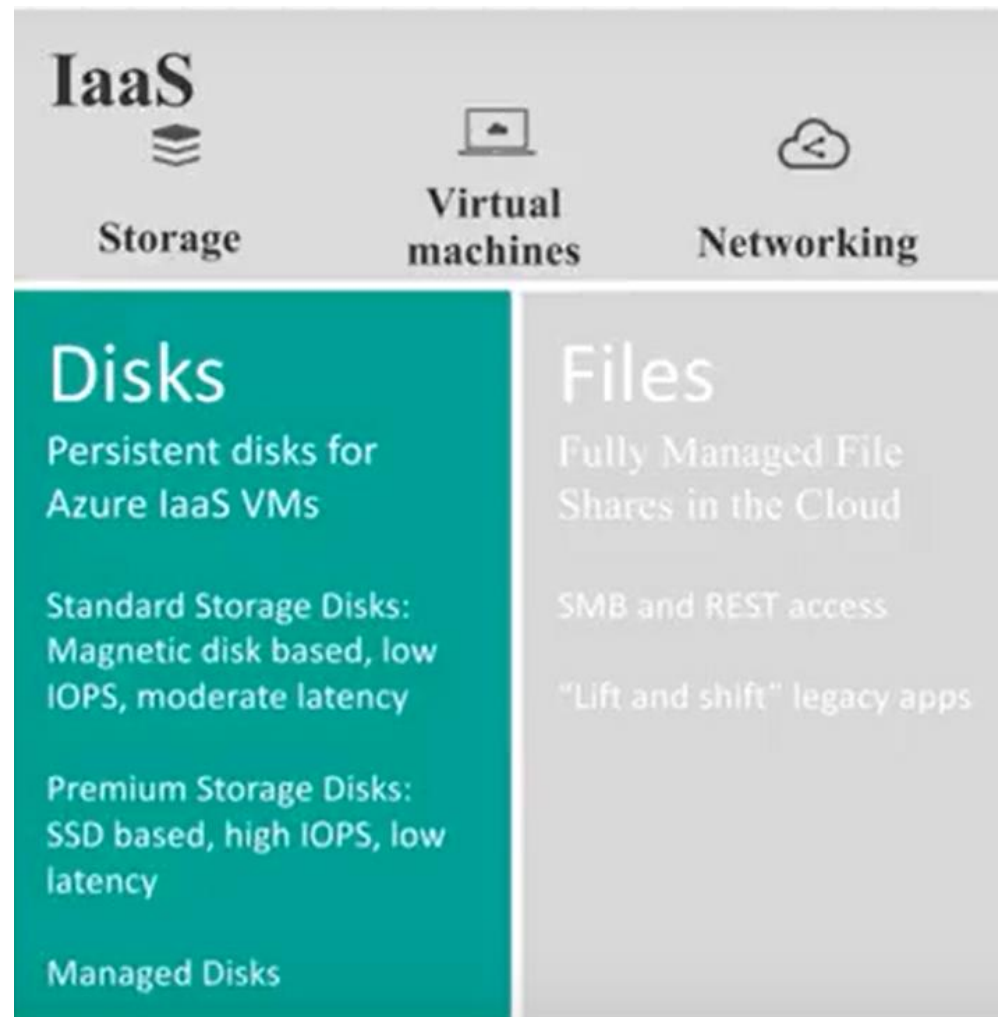 IaaS
Storage
Virtual
machines
Networking
Disks
Persistent disks for
Azure IaaS VMs
Standard Storage Disks:
Magnetic disk based, low
IOPS, moderate latency
Premium Storage Disks:
SSD based, high IOPS, low
latency
Managed Disks
Files
Fully Managed File
Shares in the Cloud
SMB and REST access
"Lift and shift" legacy apps